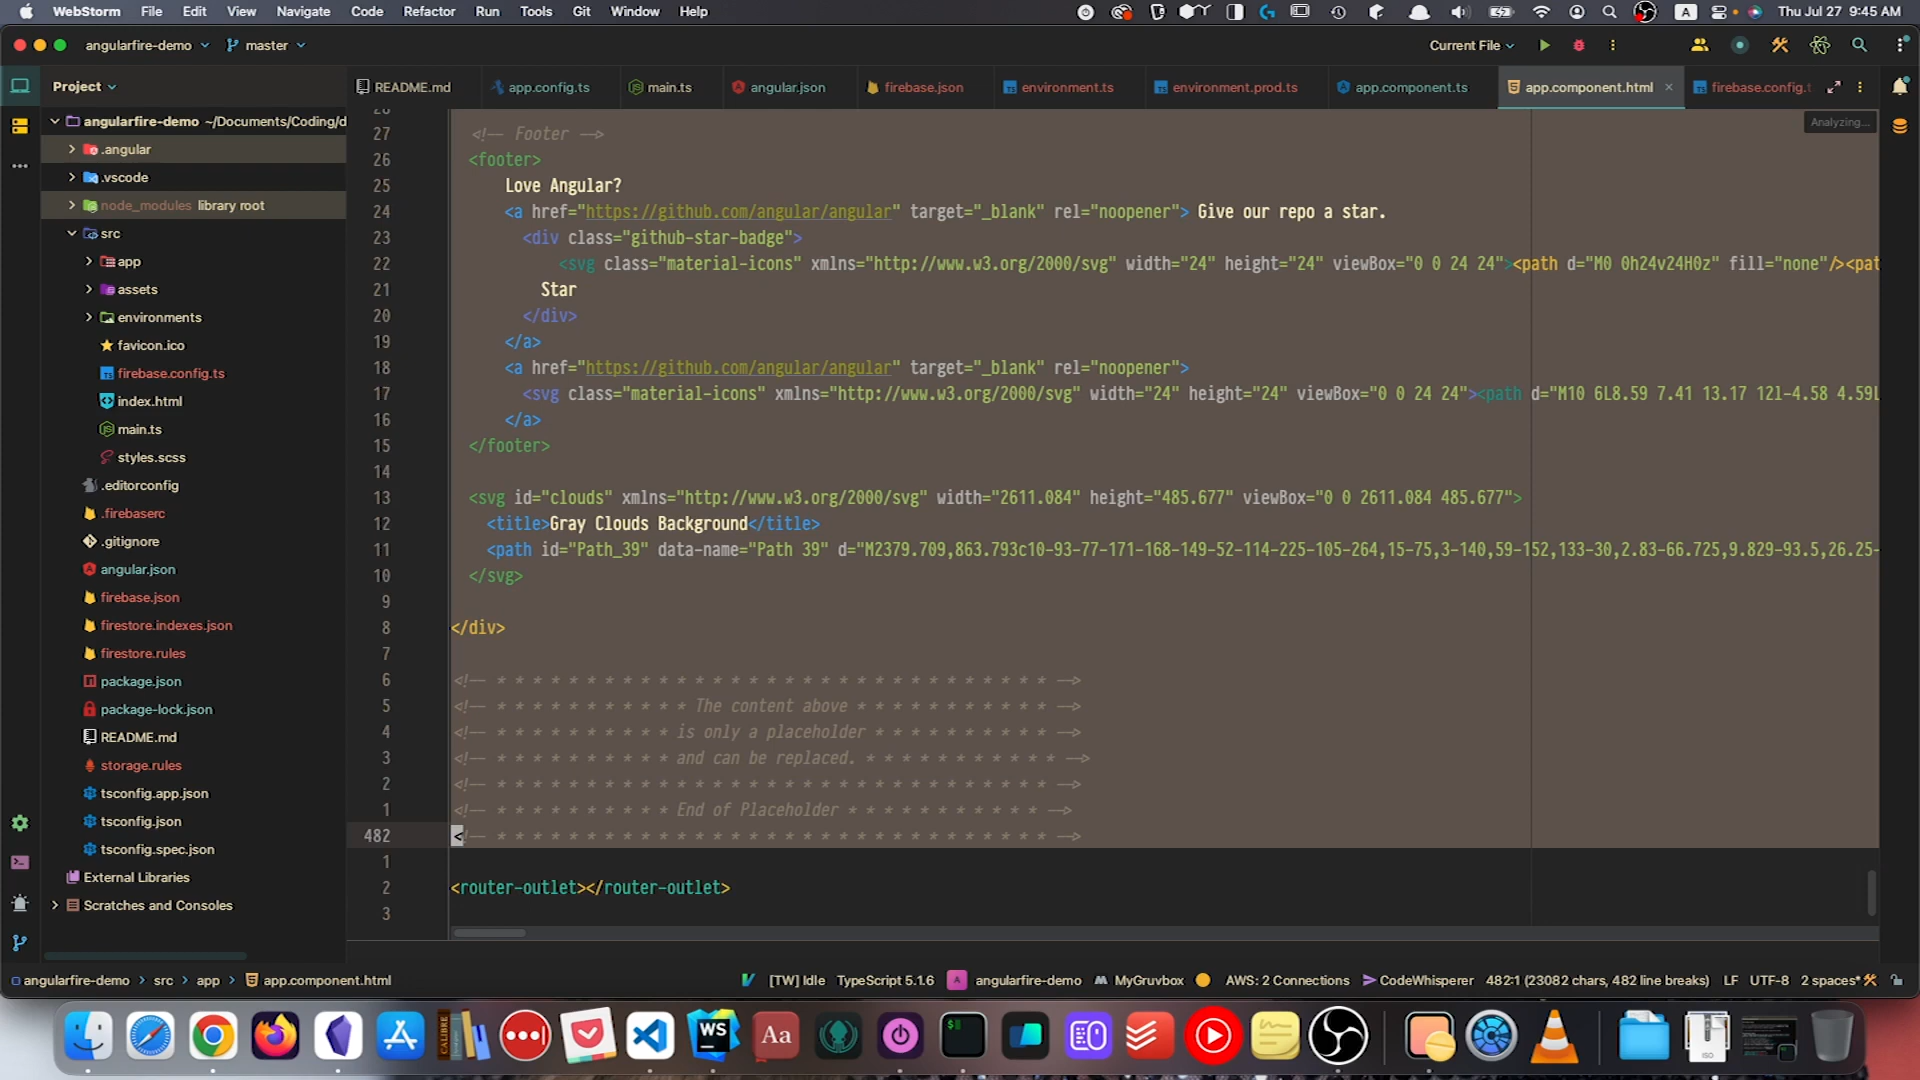 WebStorm File Edit View Navigate Code Refactor Run Tools Git Window Help
A
Thu Jul 27 9:45 AM
angularfire-demo master
Current File
Project
README.md app.config.ts main.ts angular.json firebase.json environment.ts environment.prod.ts app.component.ts app.component.html firebase.config.t
Analyzing...
angularfire-demo ~/Documents/Coding/d
.angular
.vscode
node_modules library root
src
app
assets
environments
favicon.ico
firebase.config.ts
index.html
main.ts
styles.scss
.editorconfig
.firebaserc
.gitignore
angular.json
firebase.json
firestore.indexes.json
firestore.rules
package.json
package-lock.json
README.md
storage.rules
tsconfig.app.json
tsconfig.json
tsconfig.spec.json
External Libraries
Scratches and Consoles
27 <!-- Footer -->
26 <footer>
25 Love Angular?
24 <a href="https://github.com/angular/angular" target="_blank" rel="noopener"> Give our repo a star.
23 <div class="github-star-badge">
22 <svg class="material-icons" xmlns="http://www.w3.org/2000/svg" width="24" height="24" viewBox="0 0 24 24"><path d="M0 0h24v24H0z" fill="none"/><pat
21 Star
20 </div>
19 </a>
18 <a href="https://github.com/angular/angular" target="_blank" rel="noopener">
17 <svg class="material-icons" xmlns="http://www.w3.org/2000/svg" width="24" height="24" viewBox="0 0 24 24"><path d="M10 6L8.59 7.41 13.17 12l-4.58 4.59L
16 </a>
15 </footer>
14
13 <svg id="clouds" xmlns="http://www.w3.org/2000/svg" width="2611.084" height="485.677" viewBox="0 0 2611.084 485.677">
12 <title>Gray Clouds Background</title>
11 <path id="Path_39" data-name="Path 39" d="M2379.709,863.793c10-93-77-171-168-149-52-114-225-105-264,15-75,3-140,59-152,133-30,2.83-66.725,9.829-93.5,26.25-
10 </svg>
9
8 </div>
7
6 <!-- * * * * * * * * * * * * * * * * * * * * * * * * * * * * * * * -->
5 <!-- * * * * * * * * * * * The content above * * * * * * * * * * * -->
4 <!-- * * * * * * * * * * is only a placeholder * * * * * * * * * * -->
3 <!-- * * * * * * * * * * and can be replaced. * * * * * * * * * * * -->
2 <!-- * * * * * * * * * * * * * * * * * * * * * * * * * * * * * * * -->
1 <!-- * * * * * * * * * * End of Placeholder * * * * * * * * * * * -->
482 <!-- * * * * * * * * * * * * * * * * * * * * * * * * * * * * * * * -->
1
2 <router-outlet></router-outlet>
3
angularfire-demo > src > app > app.component.html
[TW] Idle TypeScript 5.1.6 A angularfire-demo MyGruvbox AWS: 2 Connections CodeWhisperer 482:1 (23082 chars, 482 line breaks) LF UTF-8 2 spaces*
CALIBRE
WS
Aa
$
ISO